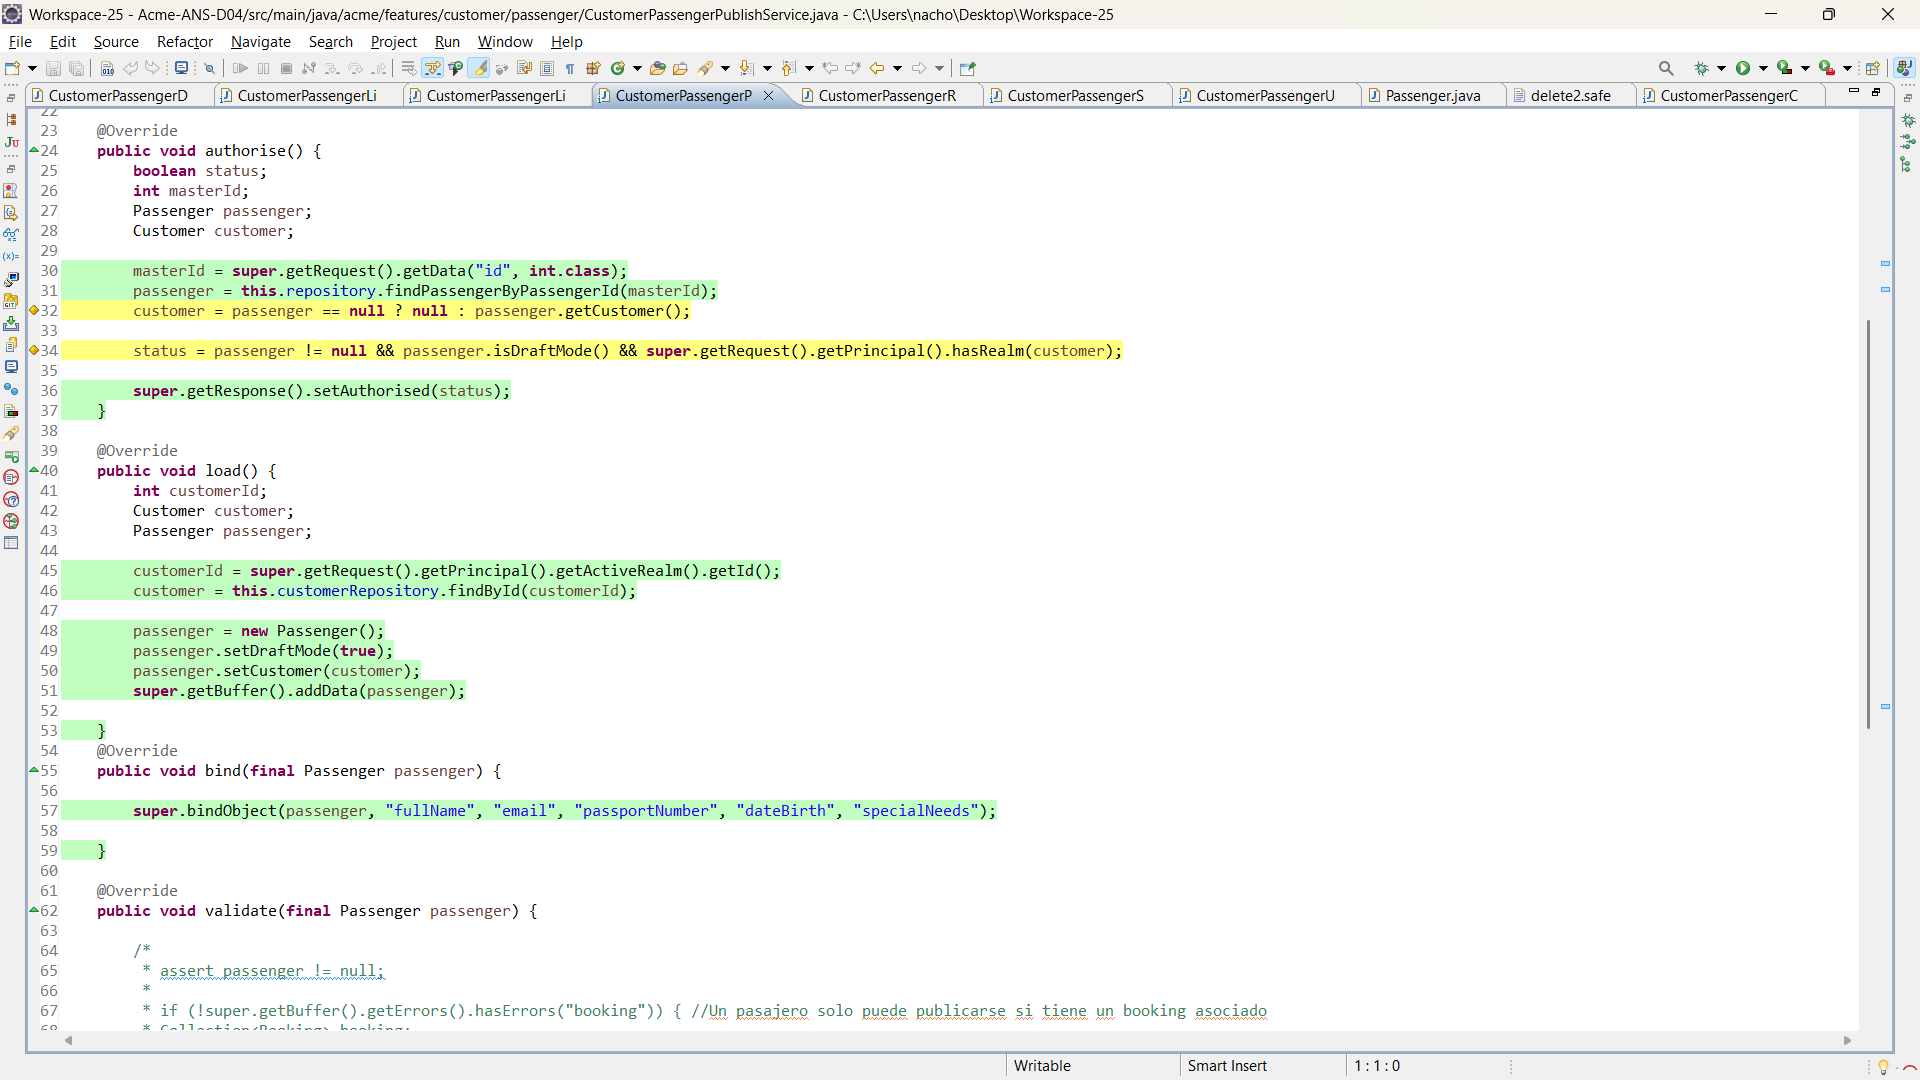 Workspace-25 - Acme-ANS-D04/src/main/java/acme/features/customer/passenger/CustomerPassengerPublishService.java - C:\Users\nacho\Desktop\Workspace-25
File Edit Source Refactor Navigate Search Project Run Window Help
CustomerPassengerD CustomerPassengerLi CustomerPassengerLi CustomerPassengerP CustomerPassengerR CustomerPassengerS CustomerPassengerU Passenger.java delete2.safe CustomerPassengerC
22
23 @Override
24 public void authorise() {
25 boolean status;
26 int masterId;
27 Passenger passenger;
28 Customer customer;
29
30 masterId = super.getRequest().getData("id", int.class);
31 passenger = this.repository.findPassengerByPassengerId(masterId);
32 customer = passenger == null ? null : passenger.getCustomer();
33
34 status = passenger != null && passenger.isDraftMode() && super.getRequest().getPrincipal().hasRealm(customer);
35
36 super.getResponse().setAuthorised(status);
37 }
38
39 @Override
40 public void load() {
41 int customerId;
42 Customer customer;
43 Passenger passenger;
44
45 customerId = super.getRequest().getPrincipal().getActiveRealm().getId();
46 customer = this.customerRepository.findById(customerId);
47
48 passenger = new Passenger();
49 passenger.setDraftMode(true);
50 passenger.setCustomer(customer);
51 super.getBuffer().addData(passenger);
52
53 }
54 @Override
55 public void bind(final Passenger passenger) {
56
57 super.bindObject(passenger, "fullName", "email", "passportNumber", "dateBirth", "specialNeeds");
58
59 }
60
61 @Override
62 public void validate(final Passenger passenger) {
63
64 /*
65 * assert passenger != null;
66 *
67 * if (!super.getBuffer().getErrors().hasErrors("booking")) { //Un pasajero solo puede publicarse si tiene un booking asociado
68 * Collection<Booking> booking;
Writable Smart Insert 1 : 1 : 0